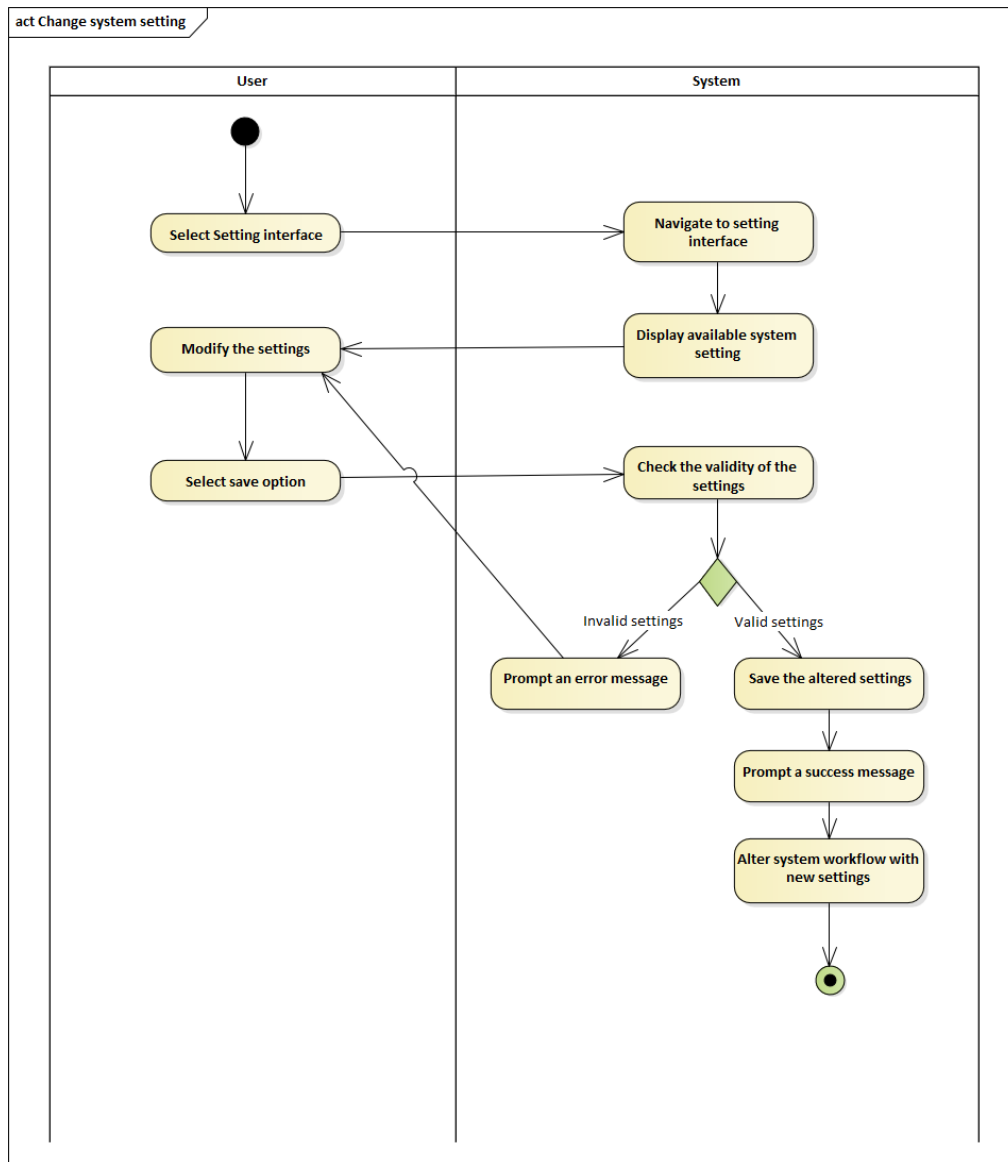 act Change system setting
User
System
Select Setting interface
Navigate to setting
interface
Display available system
setting
Modify the settings
Select save option
Check the validity of the
settings
Invalid settings
Valid settings
Prompt an error message
Save the altered settings
Prompt a success message
Alter system workflow with
new settings